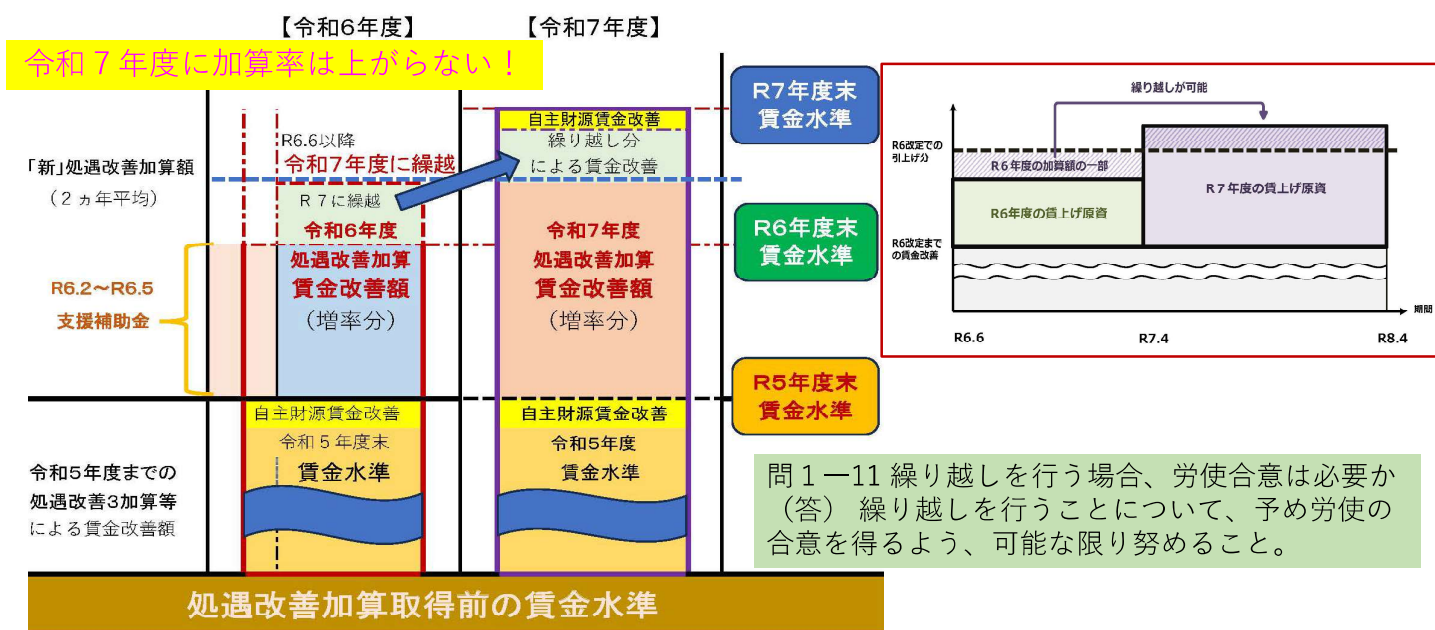 【令和6年度】
【令和7年度】
令和７年度に加算率は上がらない！
R6.6以降
令和7年度に繰越
「新」処遇改善加算額
（２ヵ年平均）
R７に繰越
令和6年度
処遇改善加算
賃金改善額
（増率分）
R6.2〜R6.5
支援補助金
自主財源賃金改善
繰り越し分
による賃金改善
令和7年度
処遇改善加算
賃金改善額
（増率分）
R7年度末
賃金水準
R6年度末
賃金水準
R5年度末
賃金水準
自主財源賃金改善
令和５年度末
賃金水準
自主財源賃金改善
令和5年度
賃金水準
令和5年度までの
処遇改善3加算等
による賃金改善額
処遇改善加算取得前の賃金水準
繰り越しが可能
R6改定での
引上げ分
R６年度の加算額の一部
R6年度の賃上げ原資
R７年度の賃上げ原資
R6改定まで
の賃金改善
期間
R6.6
R7.4
R8.4
問１―11 繰り越しを行う場合、労使合意は必要か
（答） 繰り越しを行うことについて、予め労使の
合意を得るよう、可能な限り努めること。